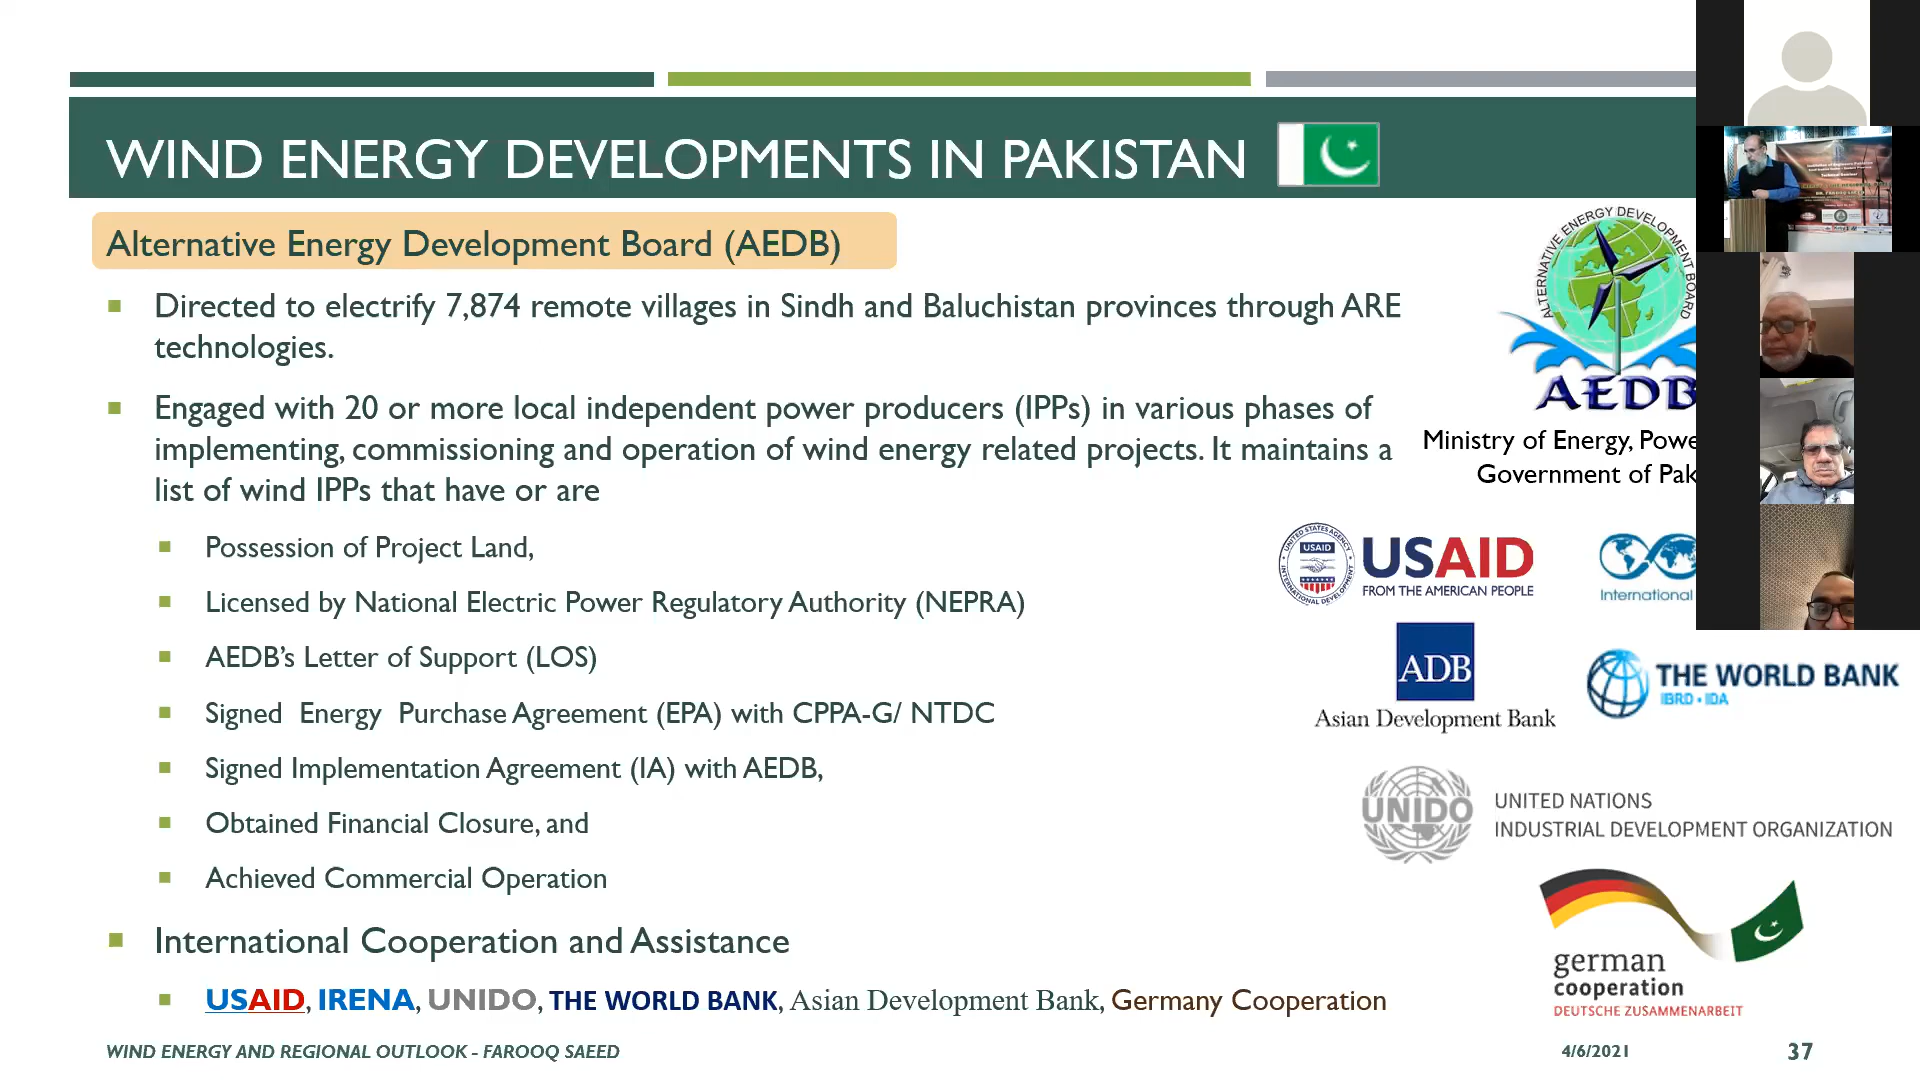 WIND ENERGY DEVELOPMENTS IN PAKISTAN
Alternative Energy Development Board (AEDB)
Directed to electrify 7,874 remote villages in Sindh and Baluchistan provinces through ARE
technologies.
Engaged with 20 or more local independent power producers (IPPs) in various phases of
implementing, commissioning and operation of wind energy related projects. It maintains a
list of wind IPPs that have or are
Possession of Project Land,
Licensed by National Electric Power Regulatory Authority (NEPRA)
AEDB's Letter of Support (LOS)
Signed Energy Purchase Agreement (EPA) with CPPA-G/ NTDC
Signed Implementation Agreement (IA) with AEDB,
Obtained Financial Closure, and
Achieved Commercial Operation
International Cooperation and Assistance
USAID, IRENA, UNIDO, THE WORLD BANK, Asian Development Bank, Germany Cooperation
ALTERNATIVE ENERGY DEVELOPMENT BOARD
AEDB
Ministry of Energy, Powe
Government of Pak
UNITED STATES AGENCY
USAID
INTERNATIONAL DEVELOPMENT
USAID
FROM THE AMERICAN PEOPLE
International
ADB
Asian Development Bank
THE WORLD BANK
IBRD • IDA
UNIDO
UNITED NATIONS
INDUSTRIAL DEVELOPMENT ORGANIZATION
german
cooperation
DEUTSCHE ZUSAMMENARBEIT
WIND ENERGY AND REGIONAL OUTLOOK - FAROOQ SAEED
4/6/2021
37